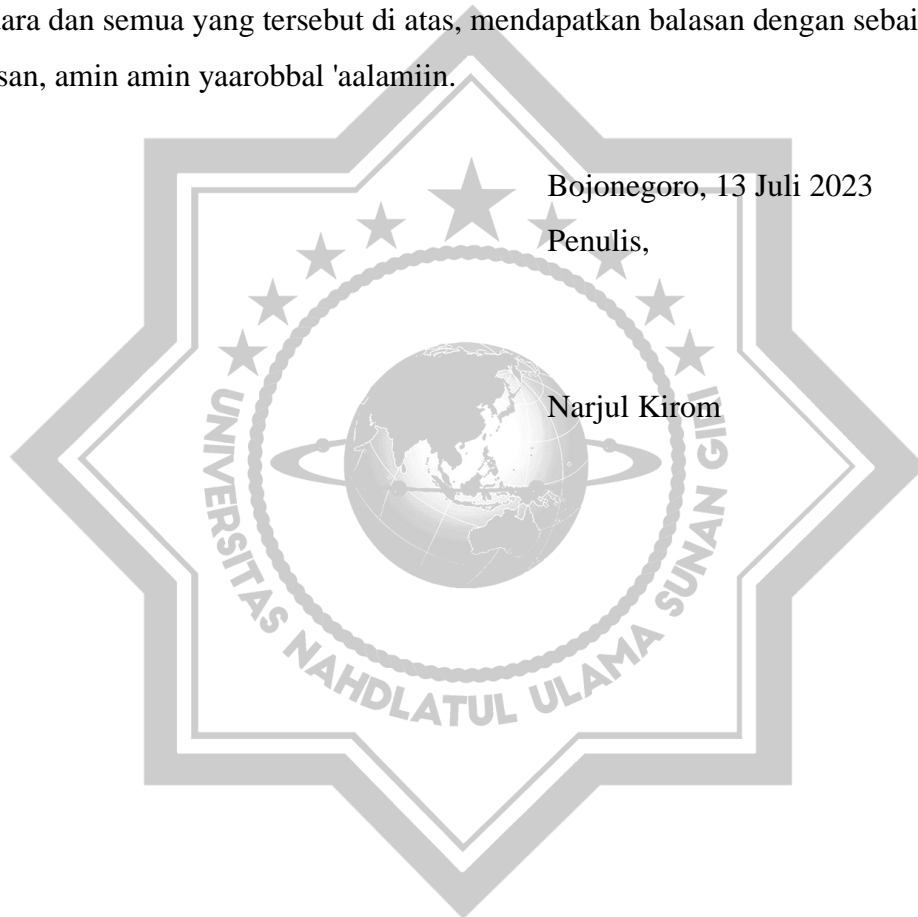 ara dan semua yang tersebut di atas, mendapatkan balasan dengan sebai
san, amin amin yaarobbal 'aalamiin.
Bojonegoro, 13 Juli 2023
Penulis,
Narjul Kirom
UNIVERSITAS NAHDLATUL ULAMA SUNAN GIRI